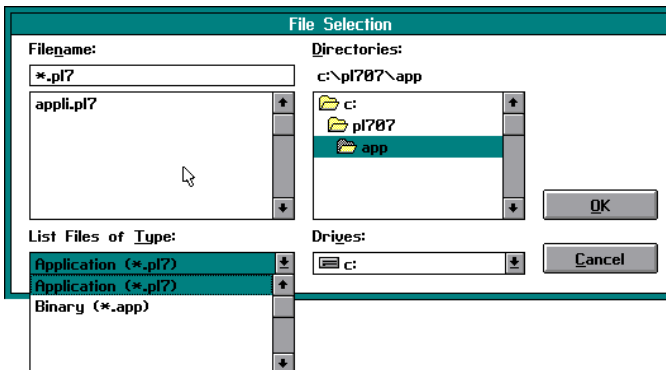 File Selection
Filename:
*.pl7
appli.pl7
Directories:
c:\pl707\app
c:
pl707
app
OK
List Files of Type:
Application (*.pl7)
Application (*.pl7)
Binary (*.app)
Drives:
c:
Cancel